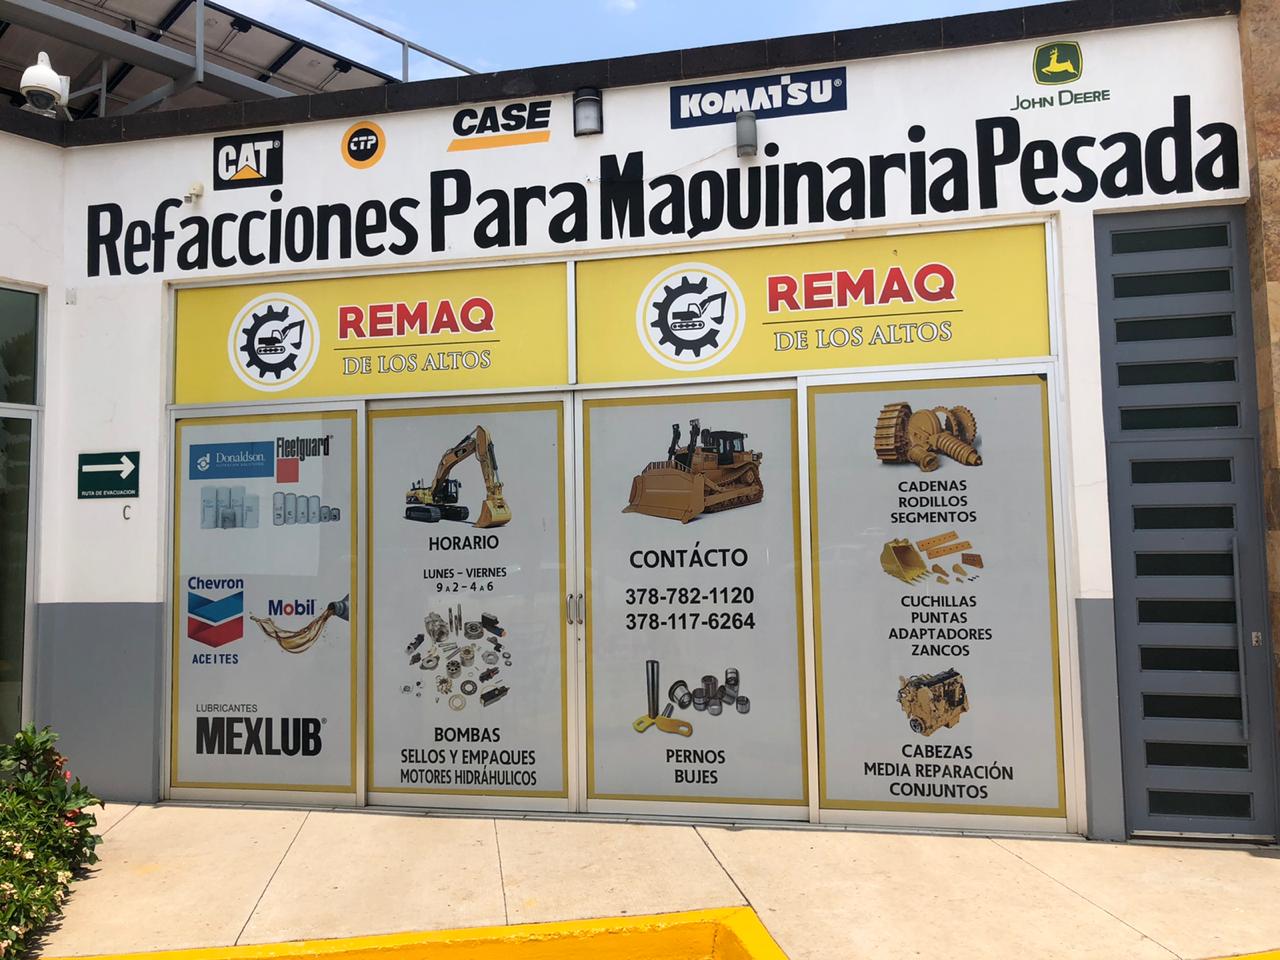 CAT®
CTP
CASE
KOMATSU®
JOHN DEERE
Refacciones Para Maquinaria Pesada
REMAQ
DE LOS ALTOS
REMAQ
DE LOS ALTOS
RUTA DE EVACUACION
C
Donaldson
Fleetguard®
Chevron
Mobil
ACEITES
LUBRICANTES
MEXLUB®
HORARIO
LUNES - VIERNES
9 A 2 - 4 A 6
BOMBAS
SELLOS Y EMPAQUES
MOTORES HIDRÁHULICOS
CONTÁCTO
378-782-1120
378-117-6264
PERNOS
BUJES
CADENAS
RODILLOS
SEGMENTOS
CUCHILLAS
PUNTAS
ADAPTADORES
ZANCOS
CABEZAS
MEDIA REPARACIÓN
CONJUNTOS